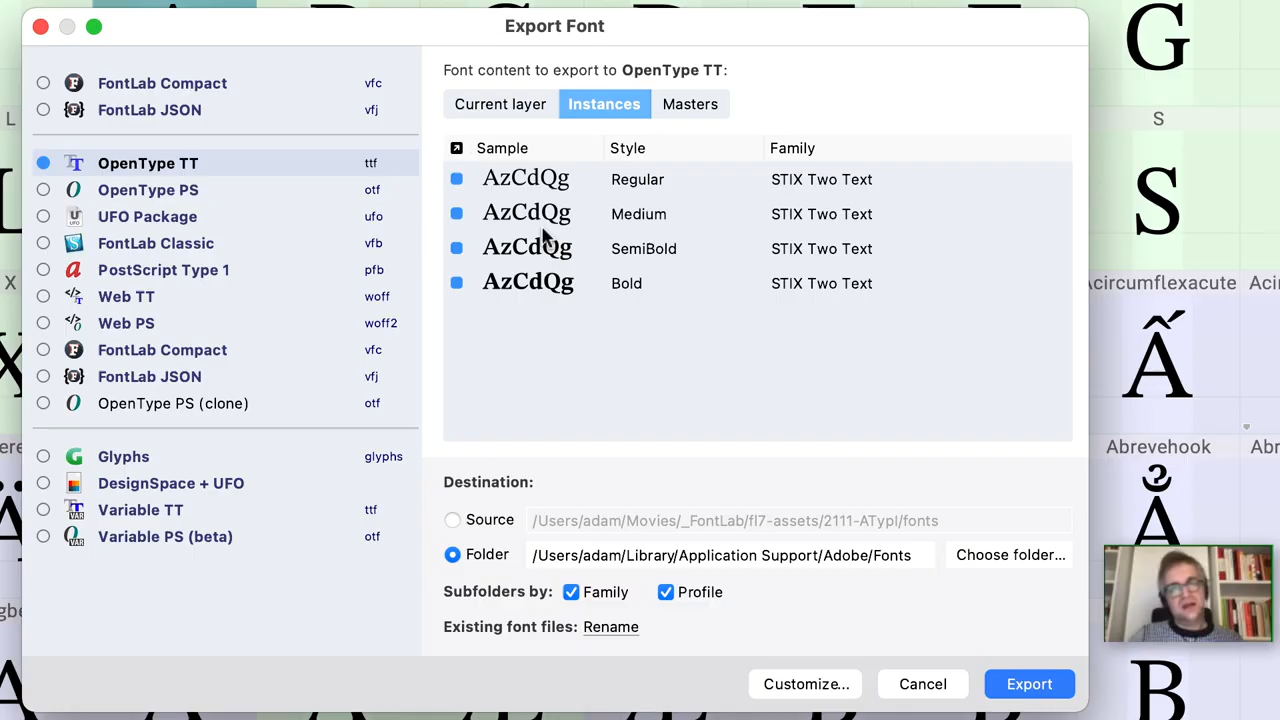 Export Font
FontLab Compact vfc
FontLab JSON vfj
OpenType TT ttf
OpenType PS otf
UFO Package ufo
FontLab Classic vfb
PostScript Type 1 pfb
Web TT woff
Web PS woff2
FontLab Compact vfc
FontLab JSON vfj
OpenType PS (clone) otf
Glyphs glyphs
DesignSpace + UFO
Variable TT ttf
Variable PS (beta) otf
Font content to export to OpenType TT:
Current layer Instances Masters
Sample Style Family
AzCdQg Regular STIX Two Text
AzCdQg Medium STIX Two Text
AzCdQg SemiBold STIX Two Text
AzCdQg Bold STIX Two Text
Destination:
Source /Users/adam/Movies/_FontLab/fl7-assets/2111-ATypI/fonts
Folder /Users/adam/Library/Application Support/Adobe/Fonts Choose folder...
Subfolders by: Family Profile
Existing font files: Rename
Customize... Cancel Export
G
L
S
S
X
Ấ
Ẳ
B
Abrevehook